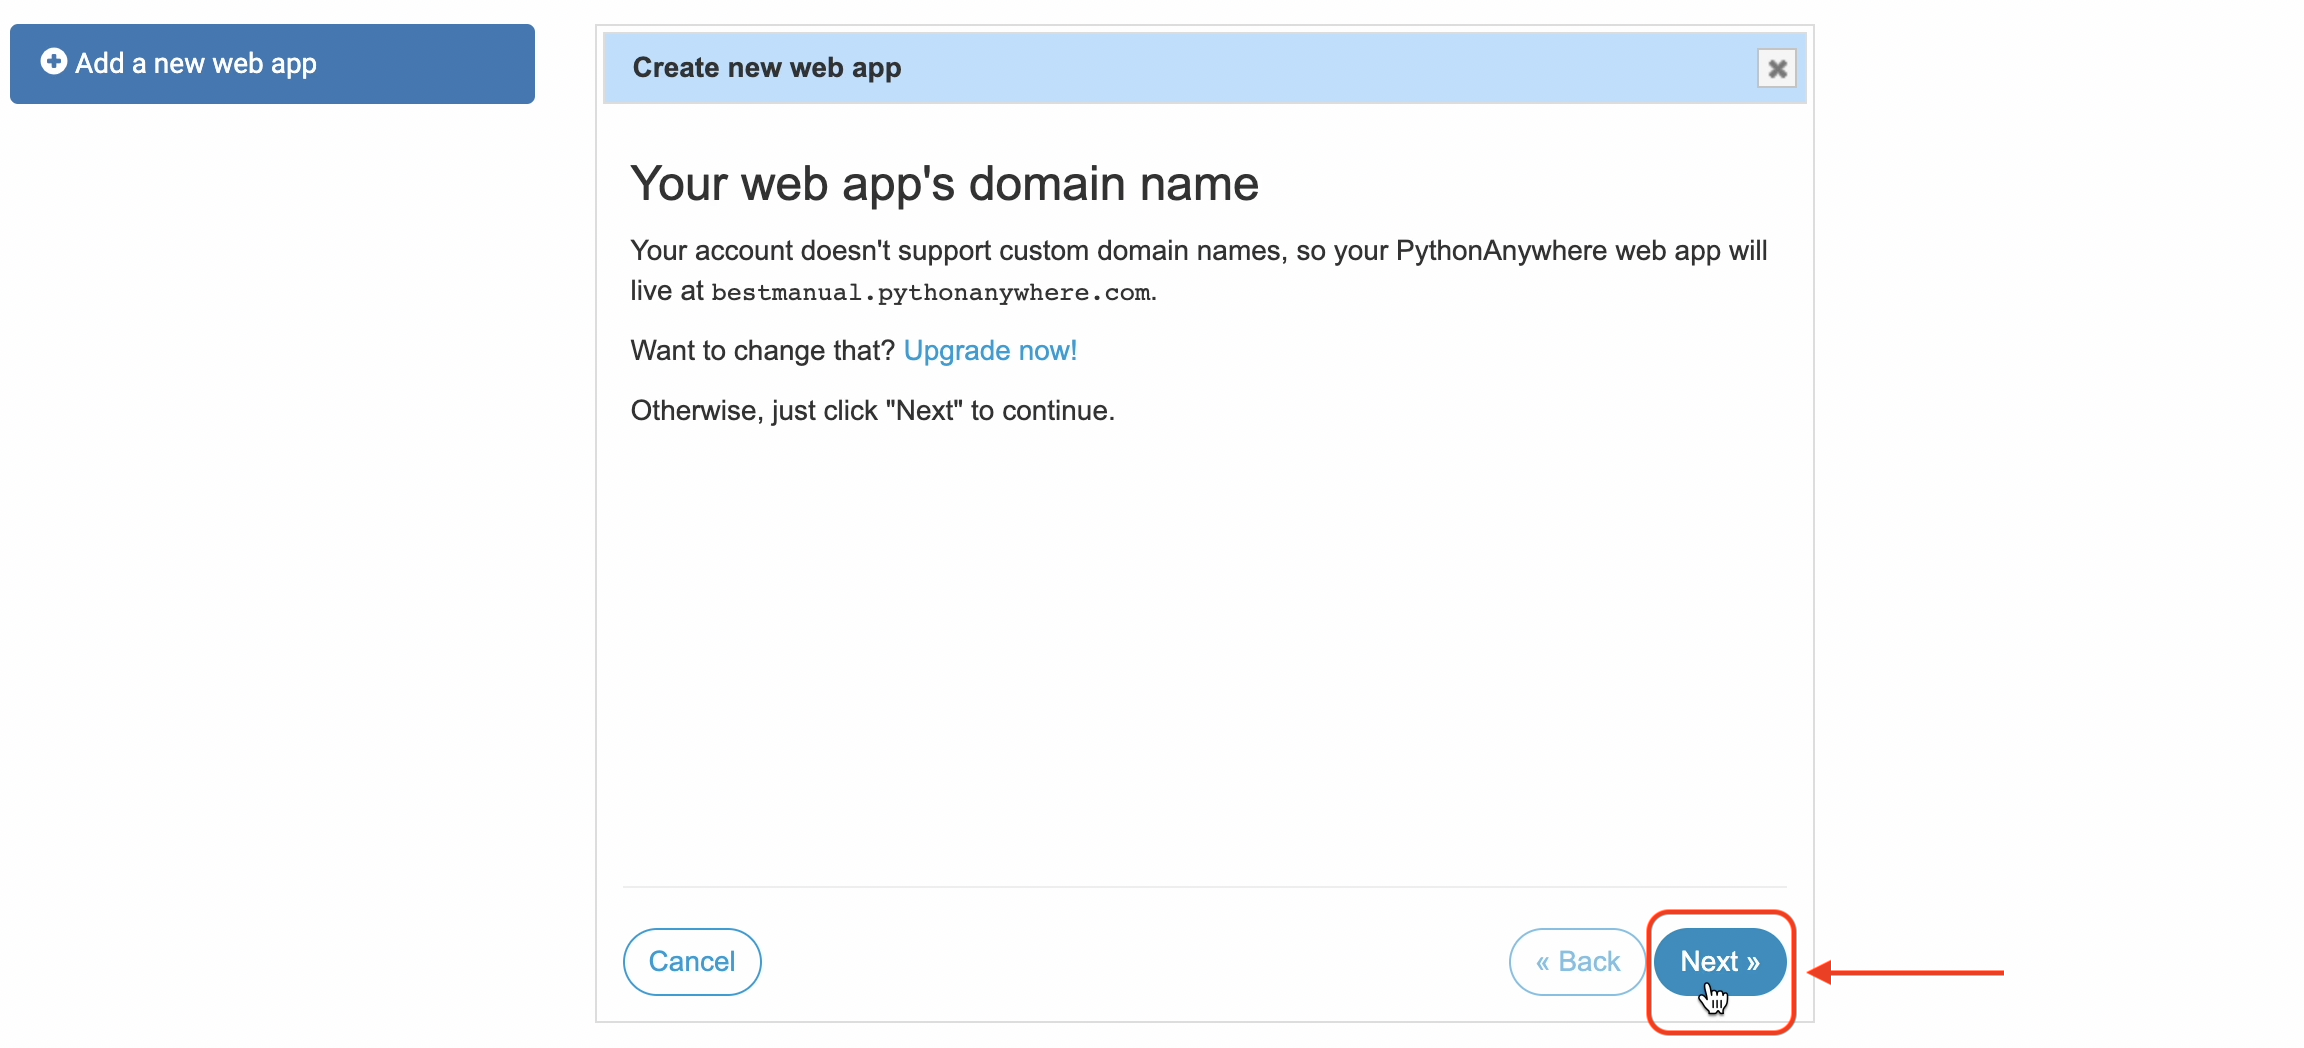 Add a new web app
Create new web app
Your web app's domain name
Your account doesn't support custom domain names, so your PythonAnywhere web app will
live at bestmanual.pythonanywhere.com.
Want to change that? Upgrade now!
Otherwise, just click "Next" to continue.
Cancel
« Back
Next »